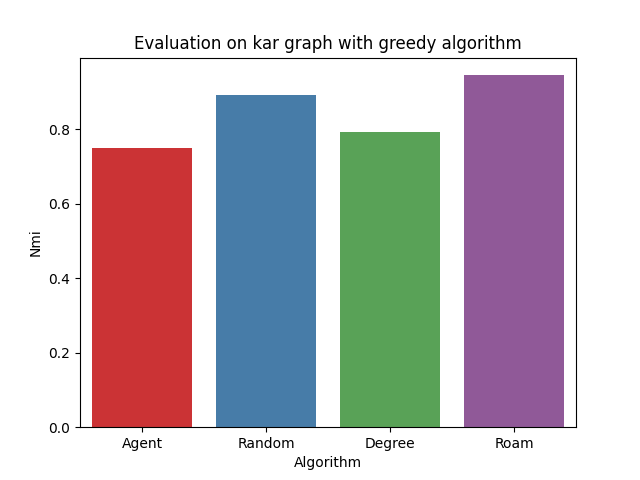 Evaluation on kar graph with greedy algorithm
Nmi
0.8
0.6
0.4
0.2
0.0
Agent Random Degree Roam
Algorithm